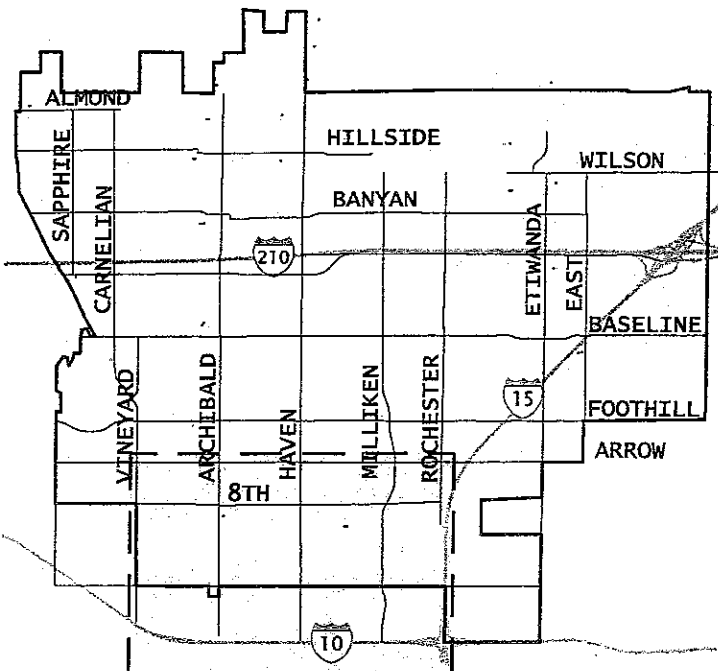 ALMOND
HILLSIDE
WILSON
SAPPHIRE
BANYAN
CARNELIAN
ETIWANDA
EAST
210
BASELINE
VINEYARD
ARCHIBALD
HAVEN
MILLIKEN
ROCHESTER
15
FOOTHILL
ARROW
8TH
10